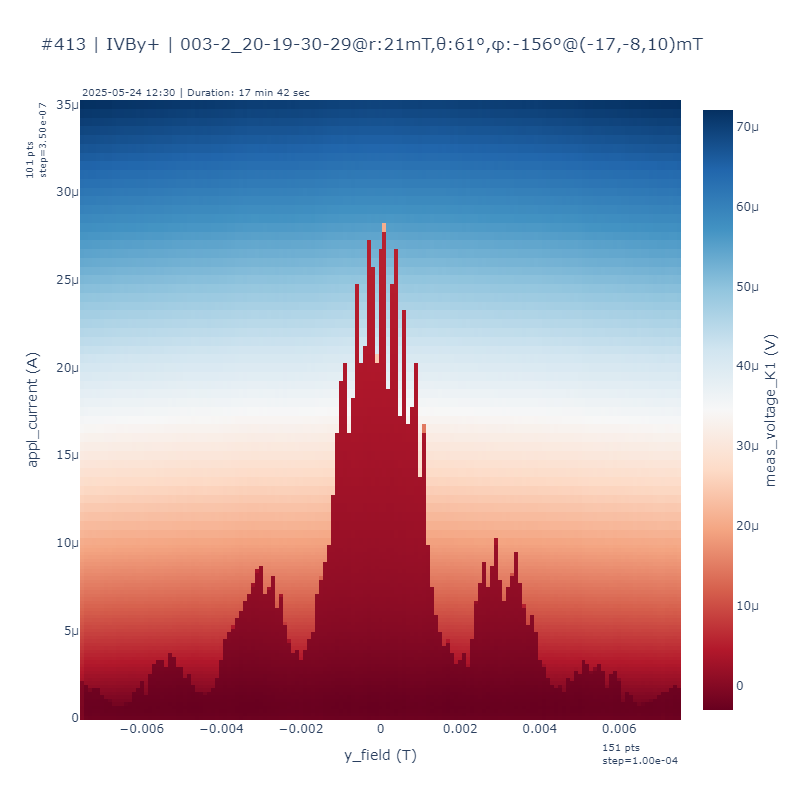 #413 | IVBy+ | 003-2_20-19-30-29@r:21mT,θ:61°,φ:-156°@(-17,-8,10)mT
2025-05-24 12:30 | Duration: 17 min 42 sec
101 pts
step=3.50e-07
35μ
30μ
25μ
20μ
15μ
10μ
5μ
0
appl_current (A)
−0.006
−0.004
−0.002
0
0.002
0.004
0.006
y_field (T)
151 pts
step=1.00e-04
70μ
60μ
50μ
40μ
30μ
20μ
10μ
0
meas_voltage_K1 (V)